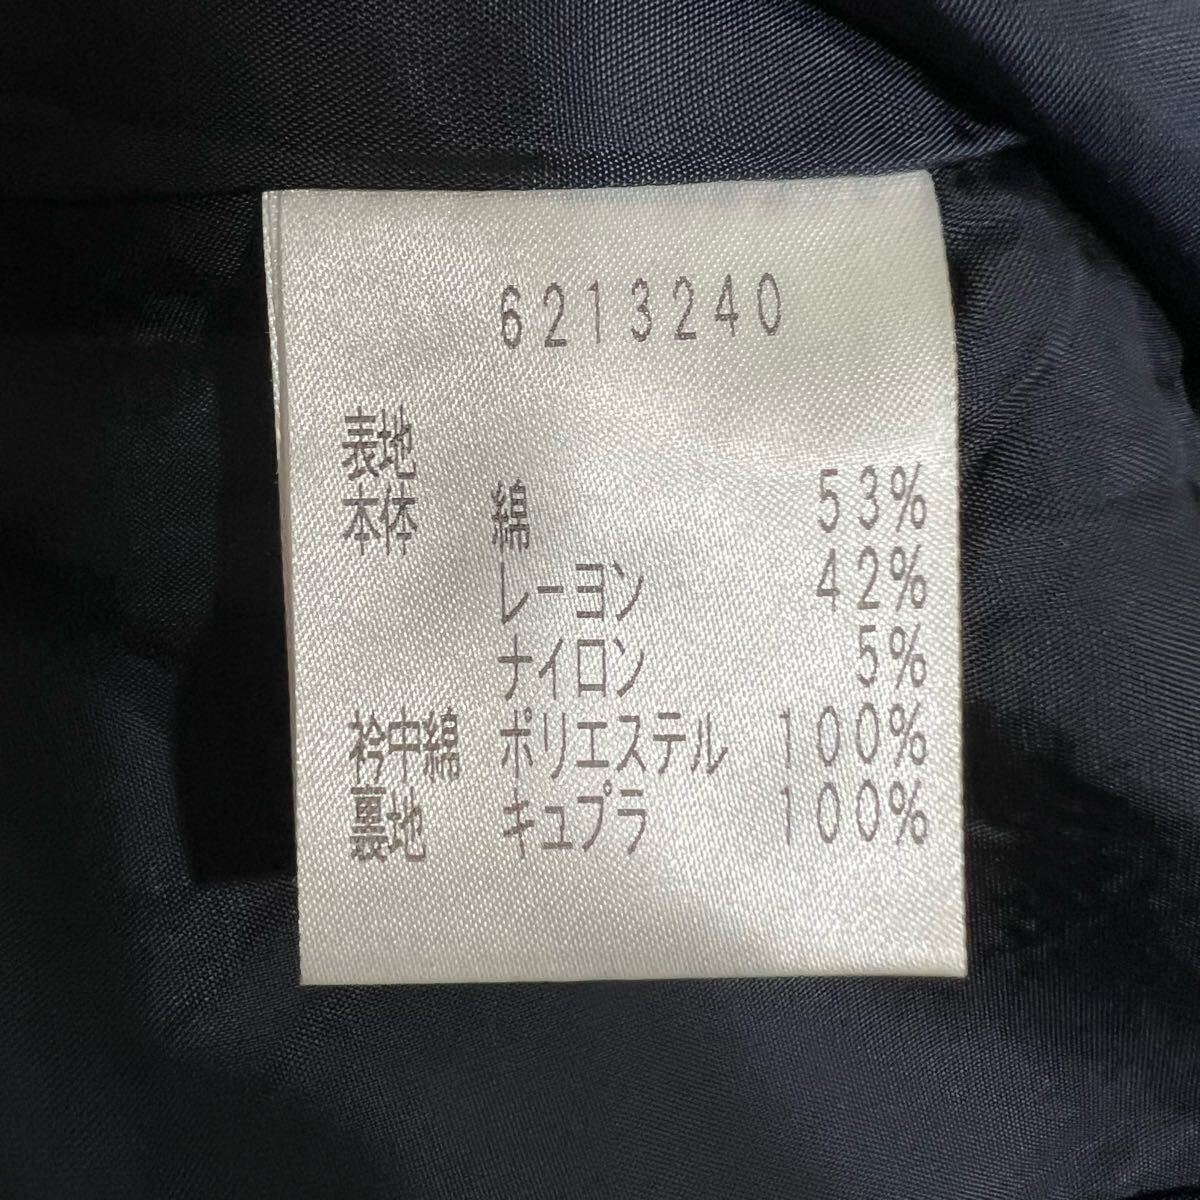 6213240
表地
本体 綿 53%
レーヨン 42%
ナイロン 5%
衿中綿 ポリエステル 100%
裏地 キュプラ 100%